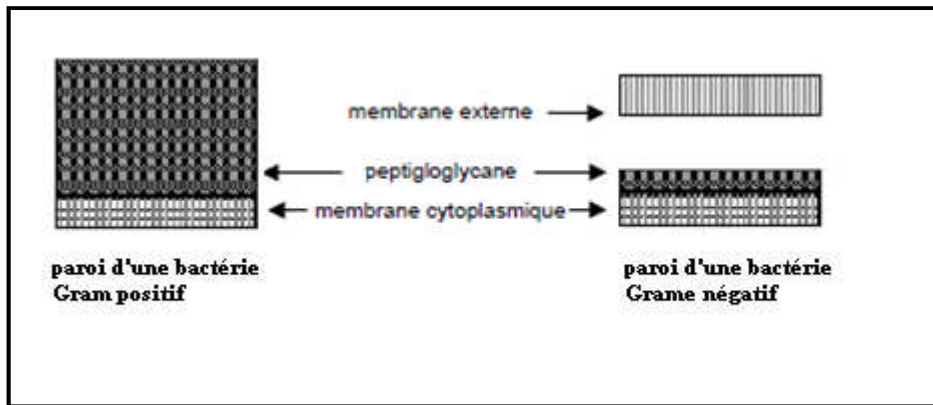 membrane externe
peptigloglycane
membrane cytoplasmique
paroi d'une bactérie
Gram positif
paroi d'une bactérie
Grame négatif